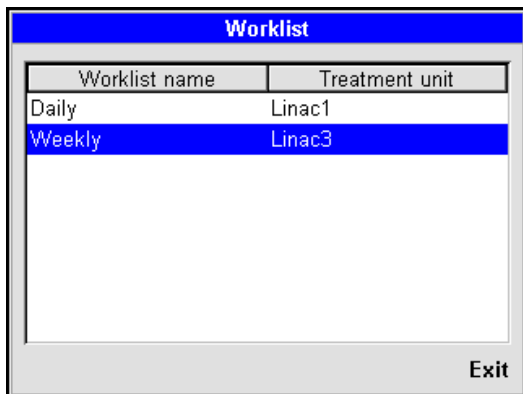 Worklist
Worklist name Treatment unit
Daily Linac1
Weekly Linac3
Exit